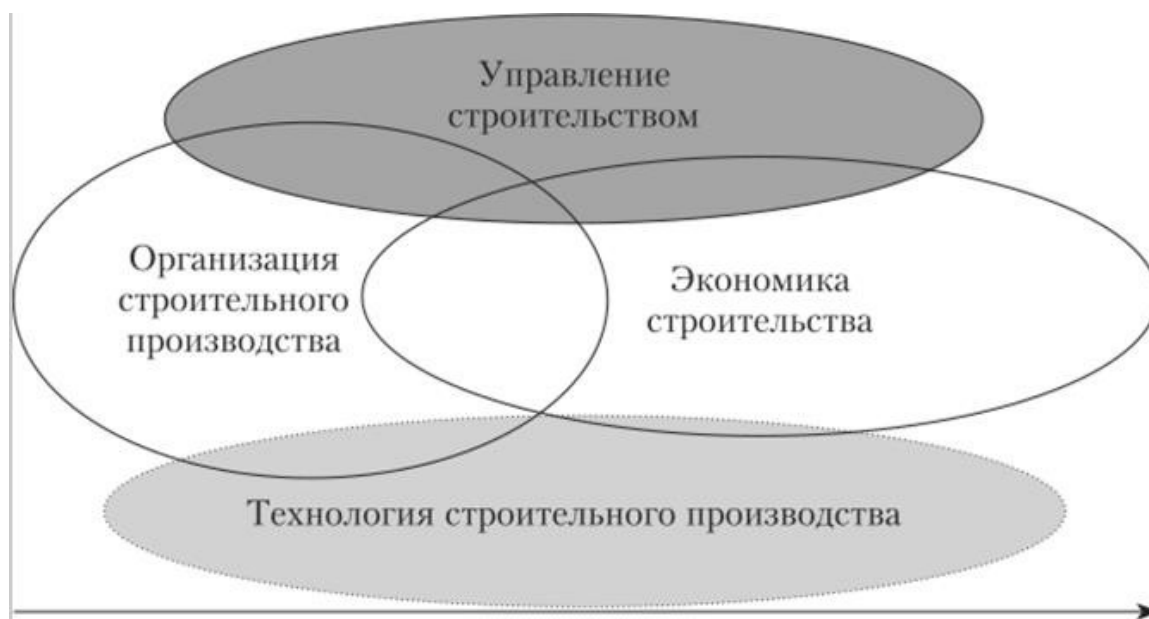 Управление
строительством
Организация
строительного
производства
Экономика
строительства
Технология строительного производства